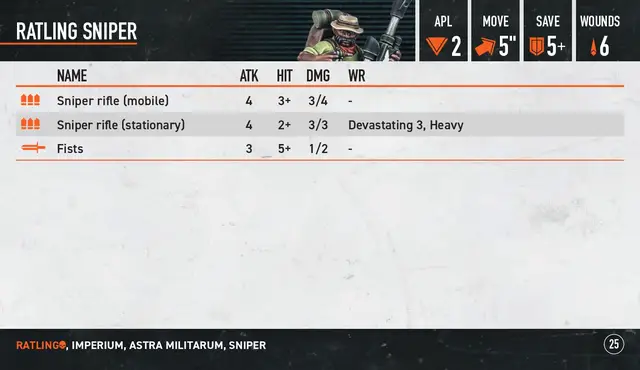 RATLING SNIPER
APL MOVE SAVE WOUNDS
2 5" 5+ 6
NAME ATK HIT DMG WR
Sniper rifle (mobile) 4 3+ 3/4 -
Sniper rifle (stationary) 4 2+ 3/3 Devastating 3, Heavy
Fists 3 5+ 1/2 -
RATLING, IMPERIUM, ASTRA MILITARUM, SNIPER
25